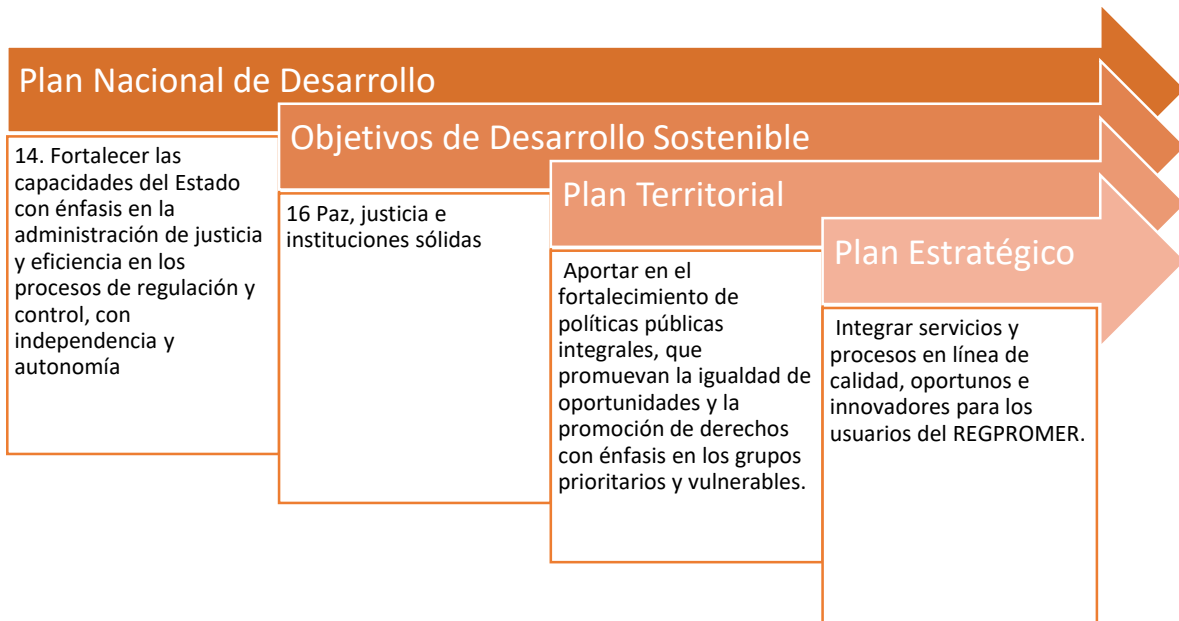 Plan Nacional de Desarrollo
14. Fortalecer las
capacidades del Estado
con énfasis en la
administración de justicia
y eficiencia en los
procesos de regulación y
control, con
independencia y
autonomía
Objetivos de Desarrollo Sostenible
16 Paz, justicia e
instituciones sólidas
Plan Territorial
Aportar en el
fortalecimiento de
políticas públicas
integrales, que
promuevan la igualdad de
oportunidades y la
promoción de derechos
con énfasis en los grupos
prioritarios y vulnerables.
Plan Estratégico
Integrar servicios y
procesos en línea de
calidad, oportunos e
innovadores para los
usuarios del REGPROMER.